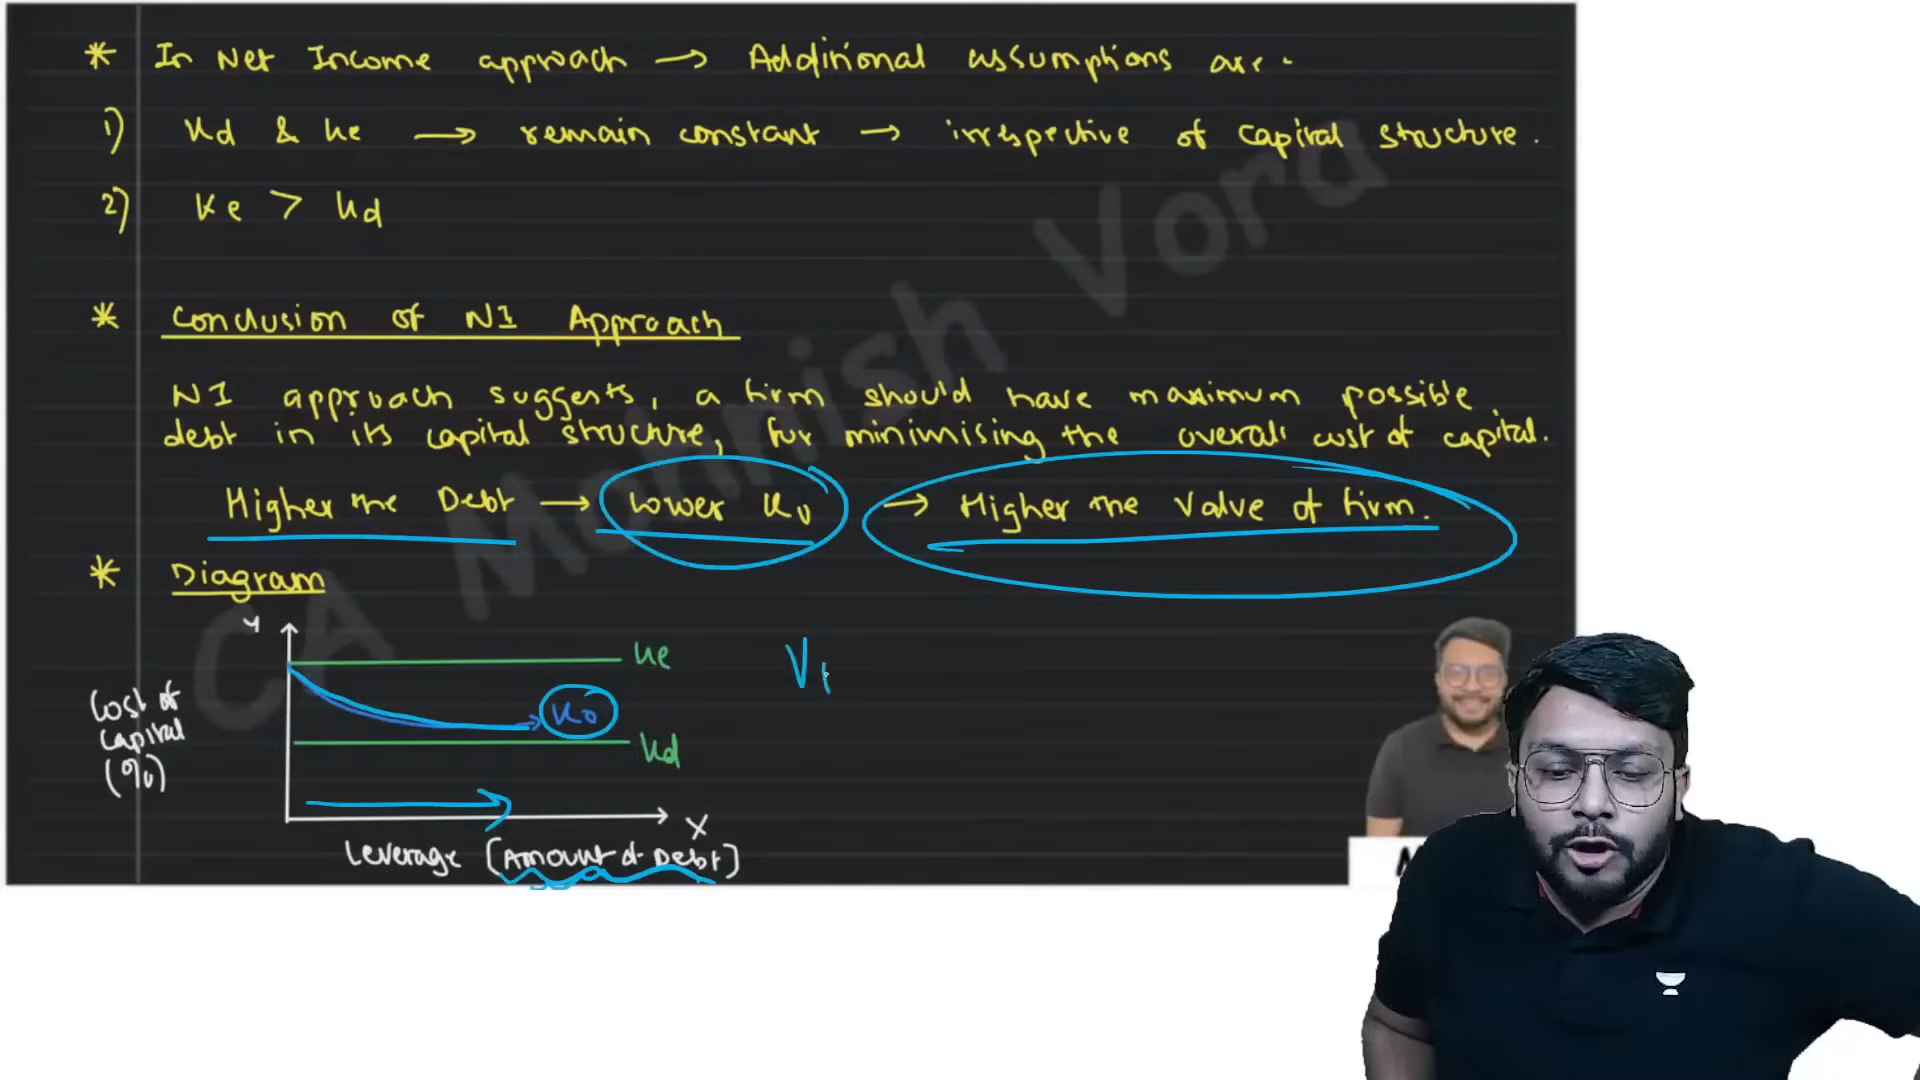 * In Net Income approach → Additional assumptions are.
1) Kd & Ke → remain constant → irrespective of capital structure.
2) Ke > Kd
* Conclusion of NI Approach
NI approach suggests, a firm should have maximum possible
debt in its capital structure, for minimising the overall cost of capital.
Higher the Debt → Lower Ko → Higher the Value of firm.
* Diagram
Y
Ke
Cost of
capital
(%)
Ko
Kd
X
Leverage [Amount of Debt]
V
CA Mohnish Vora